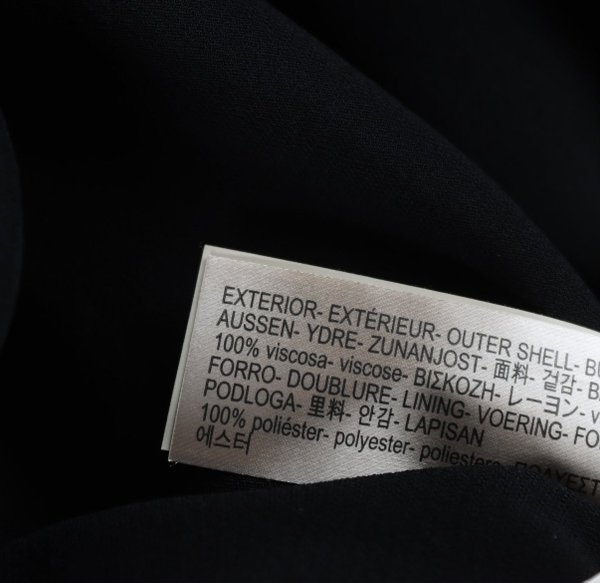 EXTERIOR- EXTÉRIEUR- OUTER SHELL-
AUSSEN- YDRE- ZUNANJOST- 面料- 겉감-
100% viscosa- viscose- ΒΙΣΚΟΖΗ- レーヨン-
FORRO- DOUBLURE- LINING- VOERING-
PODLOGA- 里料- 안감- LAPISAN
100% poliéster- polyester- poliestere-
에스터